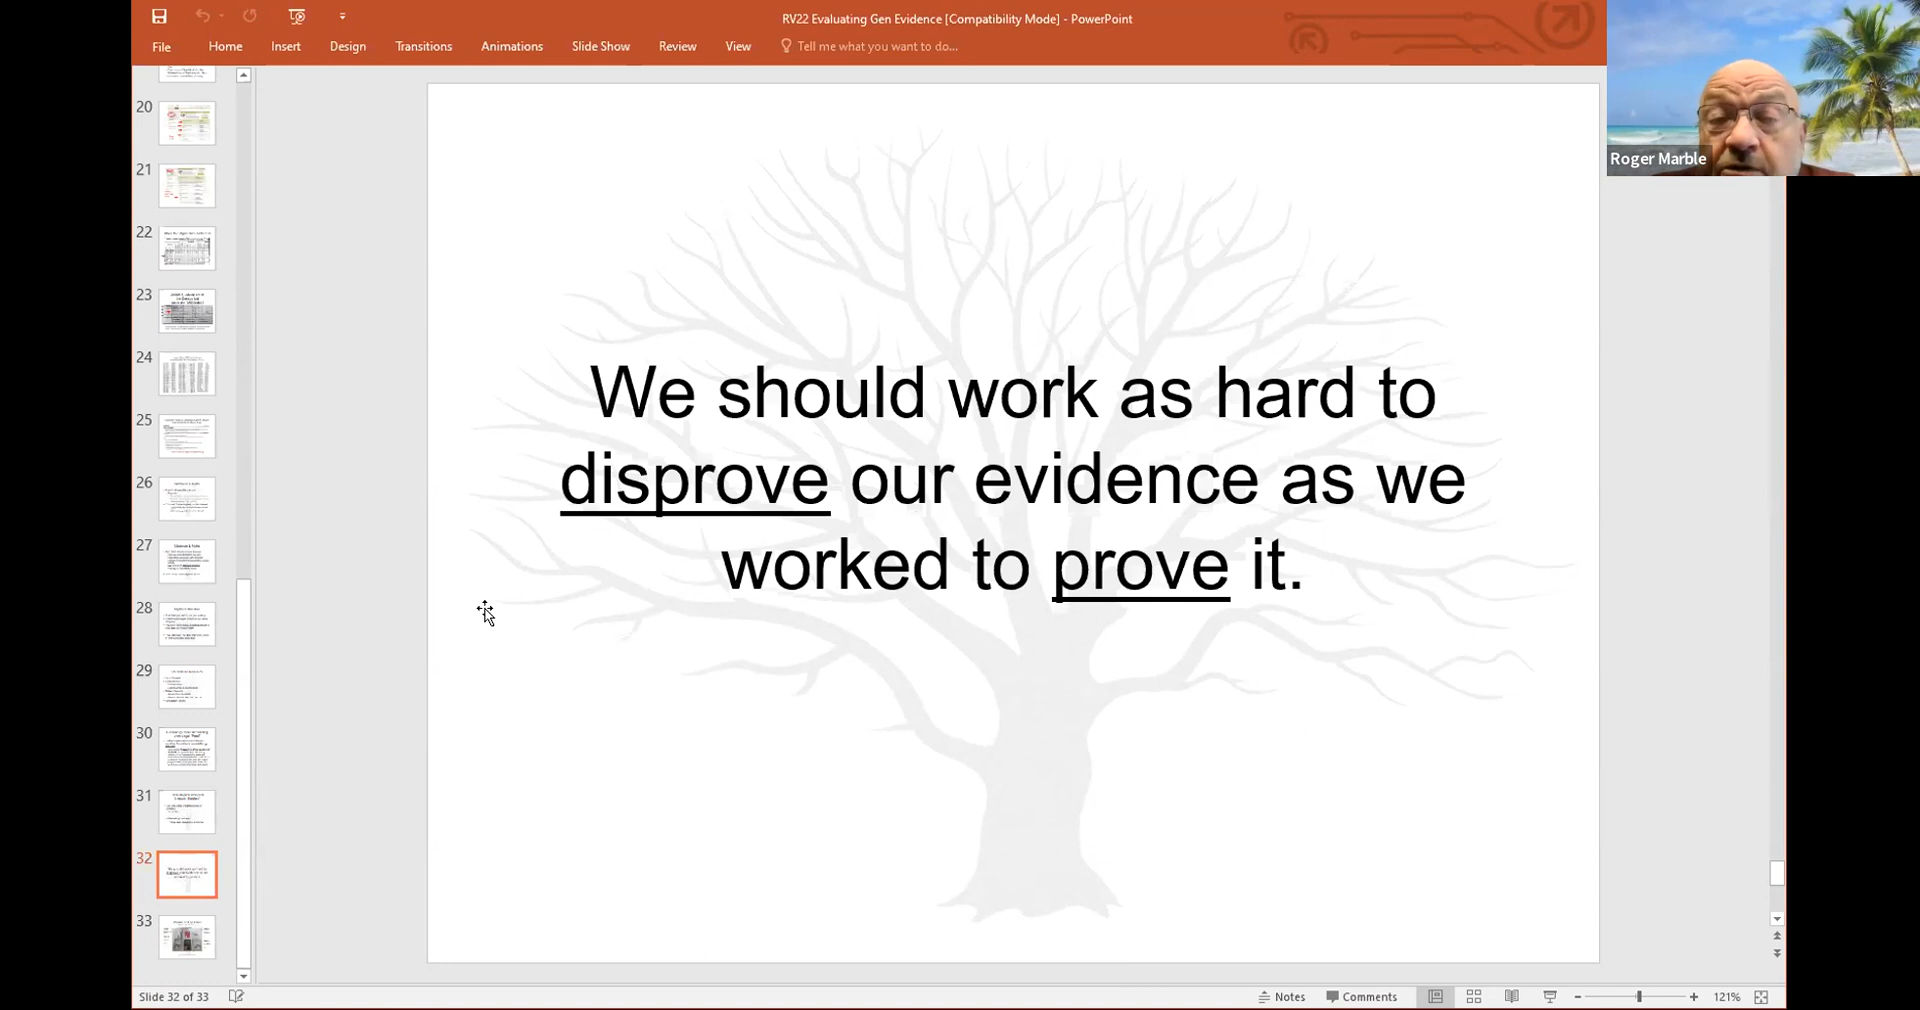 RV22 Evaluating Gen Evidence [Compatibility Mode] - PowerPoint
File Home Insert Design Transitions Animations Slide Show Review View Tell me what you want to do...
Roger Marble
20
21
22
23
24
25
26
27
28
29
30
31
32
33
We should work as hard to
disprove our evidence as we
worked to prove it.
Slide 32 of 33
Notes Comments 121%